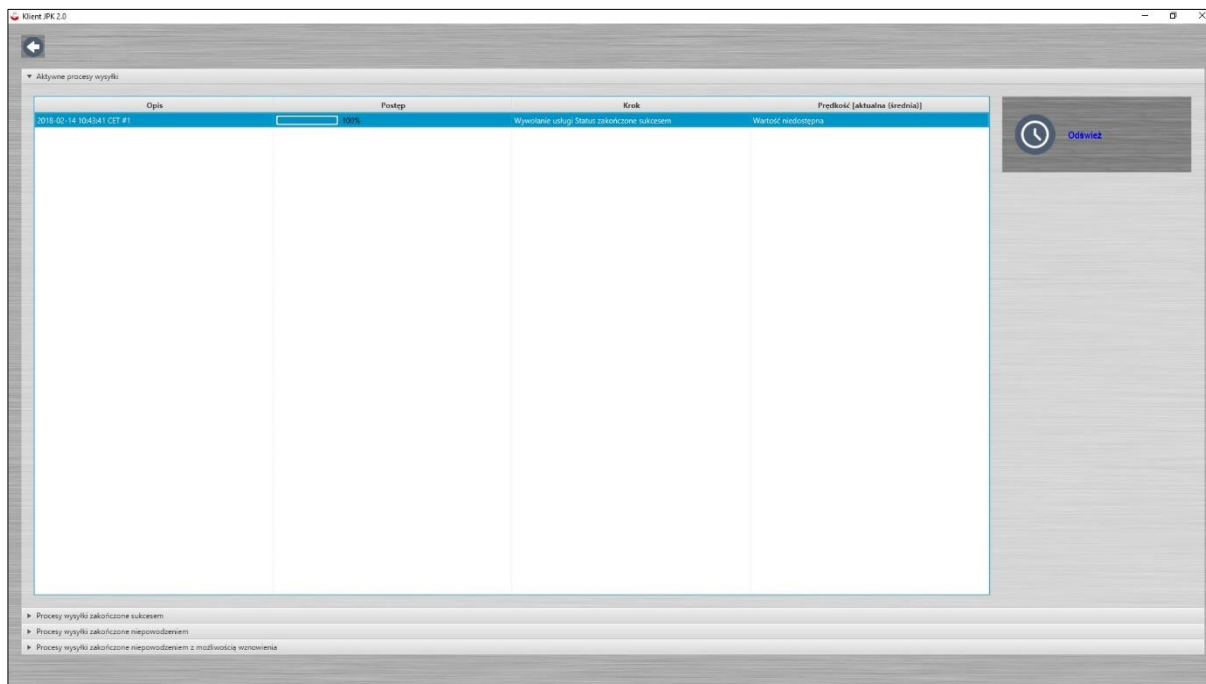 Klient JPK 2.0
Aktywne procesy wysyłki
Opis Postęp Krok Prędkość [aktualna (średnia)]
2018-02-14 10:43:41 CET #1 100% Wywołanie usługi Status zakończone sukcesem Wartość niedostępna
Odśwież
Procesy wysyłki zakończone sukcesem
Procesy wysyłki zakończone niepowodzeniem
Procesy wysyłki zakończone niepowodzeniem z możliwością wznowienia